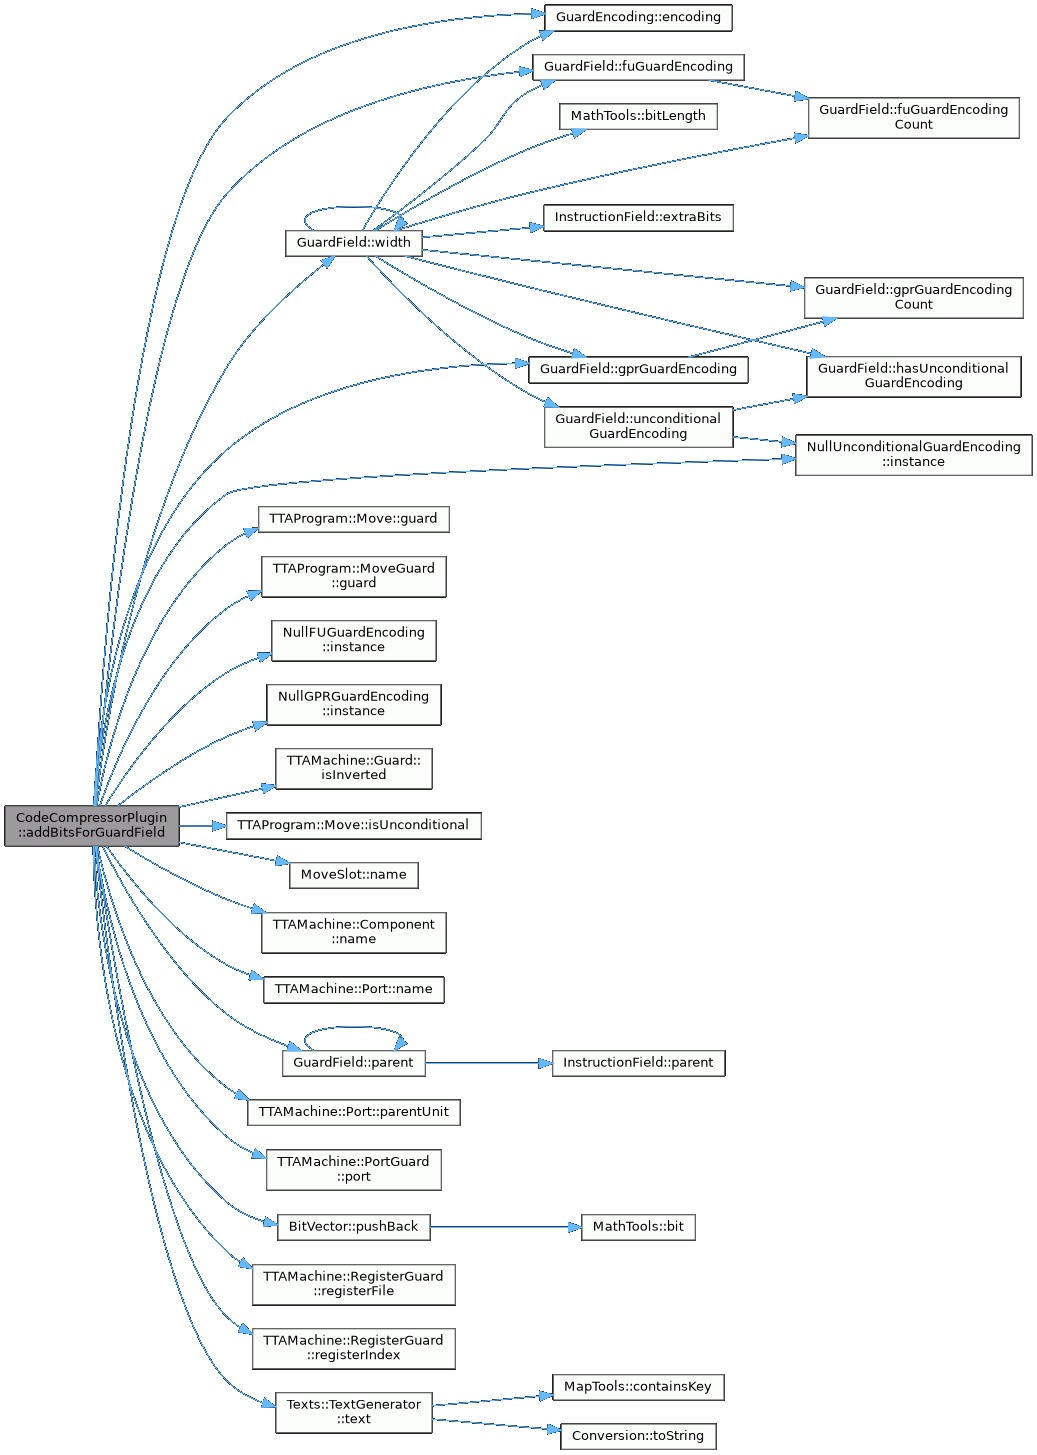 GuardEncoding::encoding
GuardField::fuGuardEncoding
GuardField::fuGuardEncoding
Count
MathTools::bitLength
InstructionField::extraBits
GuardField::width
GuardField::gprGuardEncoding
Count
GuardField::gprGuardEncoding
GuardField::hasUnconditional
GuardEncoding
GuardField::unconditional
GuardEncoding
NullUnconditionalGuardEncoding
::instance
TTAProgram::Move::guard
TTAProgram::MoveGuard
::guard
NullFUGuardEncoding
::instance
NullGPRGuardEncoding
::instance
TTAMachine::Guard::
isInverted
CodeCompressorPlugin
::addBitsForGuardField
TTAProgram::Move::isUnconditional
MoveSlot::name
TTAMachine::Component
::name
TTAMachine::Port::name
GuardField::parent
InstructionField::parent
TTAMachine::Port::parentUnit
TTAMachine::PortGuard
::port
BitVector::pushBack
MathTools::bit
TTAMachine::RegisterGuard
::registerFile
TTAMachine::RegisterGuard
::registerIndex
Texts::TextGenerator
::text
MapTools::containsKey
Conversion::toString